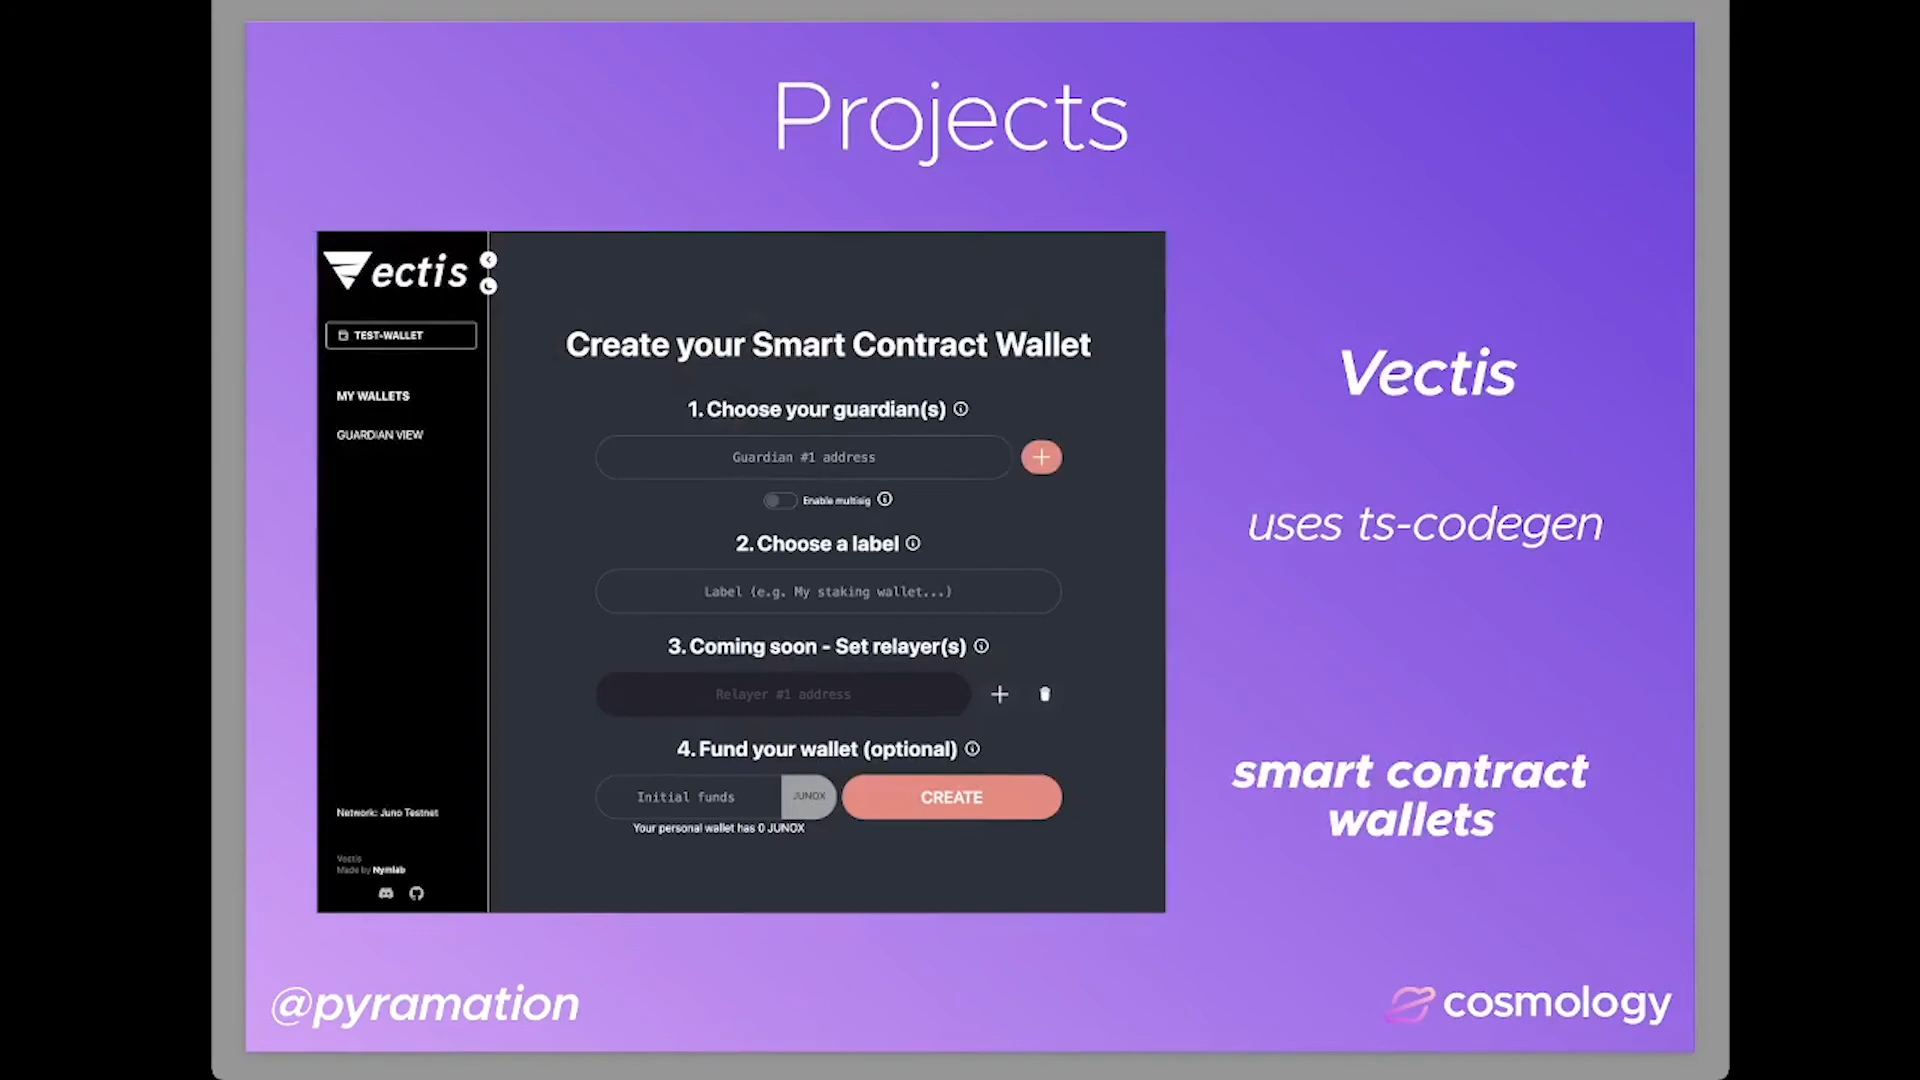 Projects
Vectis
TEST-WALLET
MY WALLETS
GUARDIAN VIEW
Network: Juno Testnet
Vectis
Made by Nymlab
Create your Smart Contract Wallet
1. Choose your guardian(s)
Guardian #1 address
Enable multisig
2. Choose a label
Label (e.g. My staking wallet...)
3. Coming soon - Set relayer(s)
Relayer #1 address
4. Fund your wallet (optional)
Initial funds JUNOX CREATE
Your personal wallet has 0 JUNOX
Vectis
uses ts-codegen
smart contract
wallets
@pyramation
cosmology